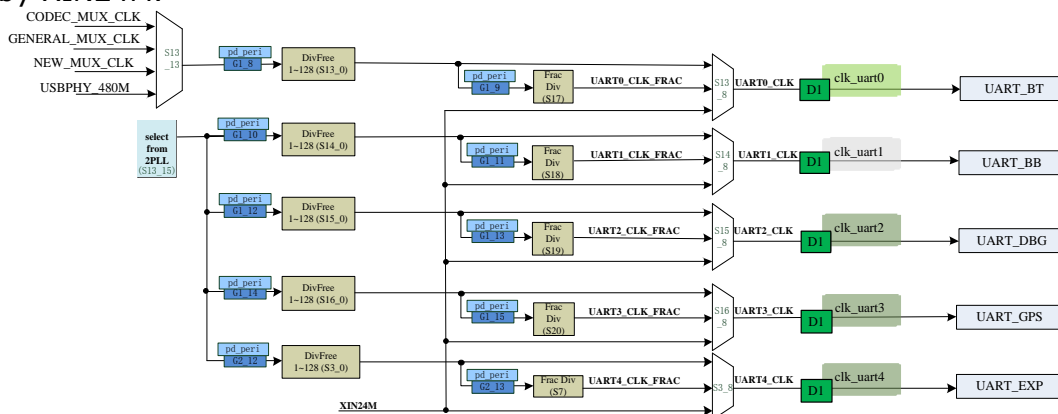 by XIN24M
CODEC_MUX_CLK
GENERAL_MUX_CLK
NEW_MUX_CLK
USBPHY_480M
S13
_13
pd_peri
G1_8
DivFree
1~128 (S13_0)
pd_peri
G1_9
Frac
Div
(S17)
UART0_CLK_FRAC
S13
_8
UART0_CLK
D1
clk_uart0
UART_BT
select
from
2PLL
(S13_15)
pd_peri
G1_10
DivFree
1~128 (S14_0)
pd_peri
G1_11
Frac
Div
(S18)
UART1_CLK_FRAC
S14
_8
UART1_CLK
D1
clk_uart1
UART_BB
pd_peri
G1_12
DivFree
1~128 (S15_0)
pd_peri
G1_13
Frac
Div
(S19)
UART2_CLK_FRAC
S15
_8
UART2_CLK
D1
clk_uart2
UART_DBG
pd_peri
G1_14
DivFree
1~128 (S16_0)
pd_peri
G1_15
Frac
Div
(S20)
UART3_CLK_FRAC
S16
_8
UART3_CLK
D1
clk_uart3
UART_GPS
pd_peri
G2_12
DivFree
1~128 (S3_0)
pd_peri
G2_13
Frac Div
(S7)
UART4_CLK_FRAC
S3_8
UART4_CLK
D1
clk_uart4
UART_EXP
XIN24M